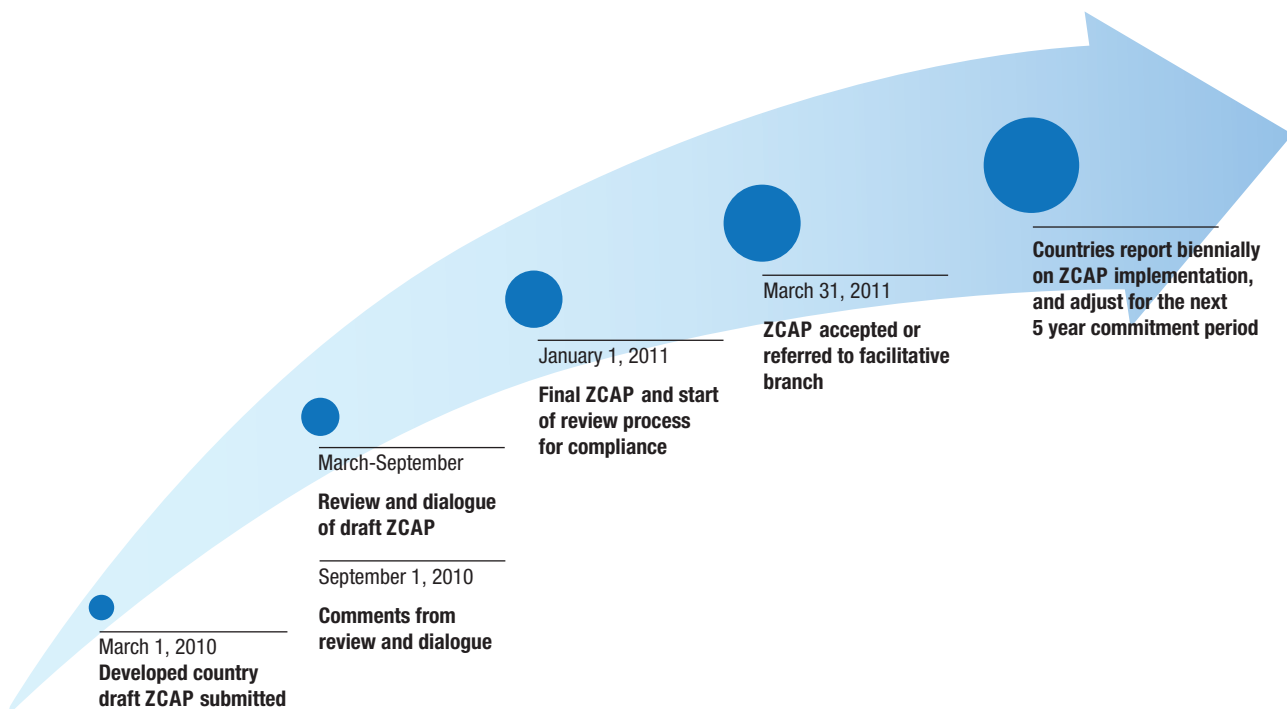 March 1, 2010
Developed country
draft ZCAP submitted
March-September
Review and dialogue
of draft ZCAP
September 1, 2010
Comments from
review and dialogue
January 1, 2011
Final ZCAP and start
of review process
for compliance
March 31, 2011
ZCAP accepted or
referred to facilitative
branch
Countries report biennially
on ZCAP implementation,
and adjust for the next
5 year commitment period